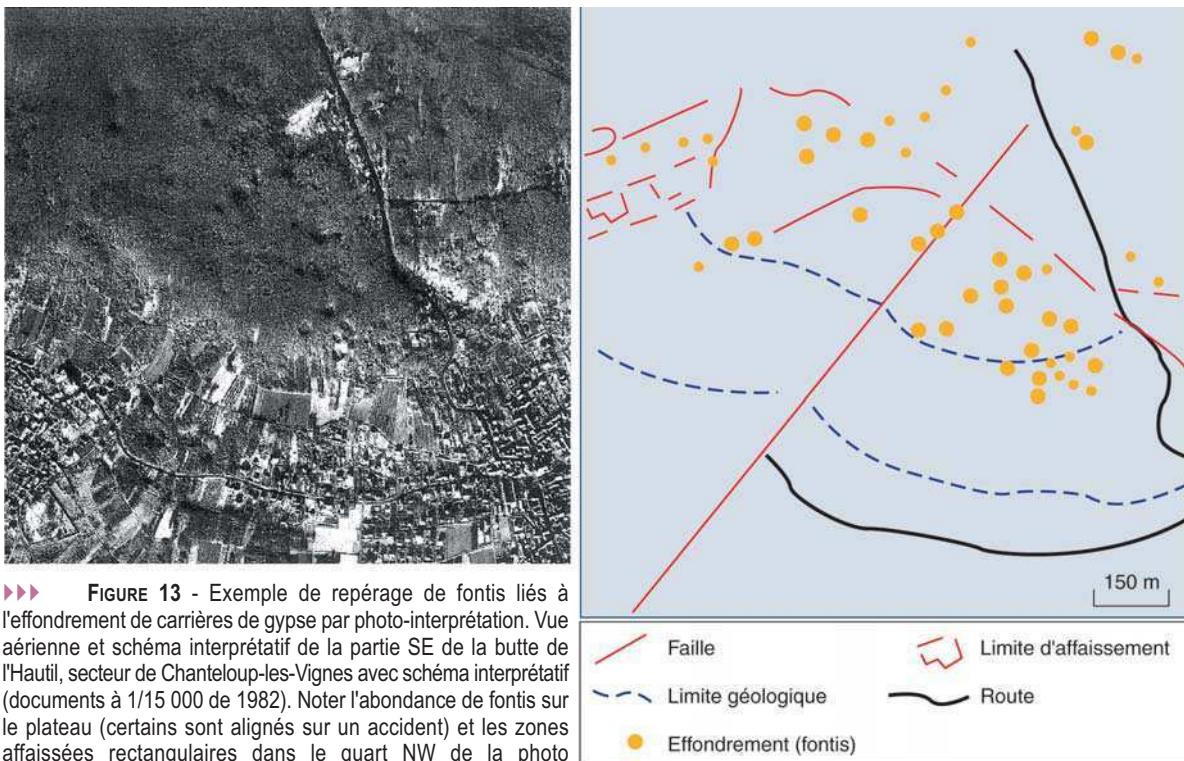 150 m
Faille
Limite d'affaissement
Limite géologique
Route
Effondrement (fontis)
▶▶▶ FIGURE 13 - Exemple de repérage de fontis liés à
l'effondrement de carrières de gypse par photo-interprétation. Vue
aérienne et schéma interprétatif de la partie SE de la butte de
l'Hautil, secteur de Chanteloup-les-Vignes avec schéma interprétatif
(documents à 1/15 000 de 1982). Noter l'abondance de fontis sur
le plateau (certains sont alignés sur un accident) et les zones
affaissées rectangulaires dans le quart NW de la photo